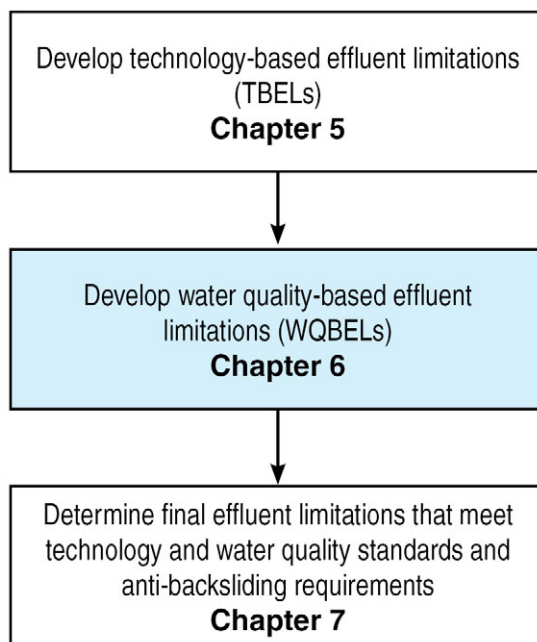 Develop technology-based effluent limitations
(TBELs)
Chapter 5
Develop water quality-based effluent
limitations (WQBELs)
Chapter 6
Determine final effluent limitations that meet
technology and water quality standards and
anti-backsliding requirements
Chapter 7